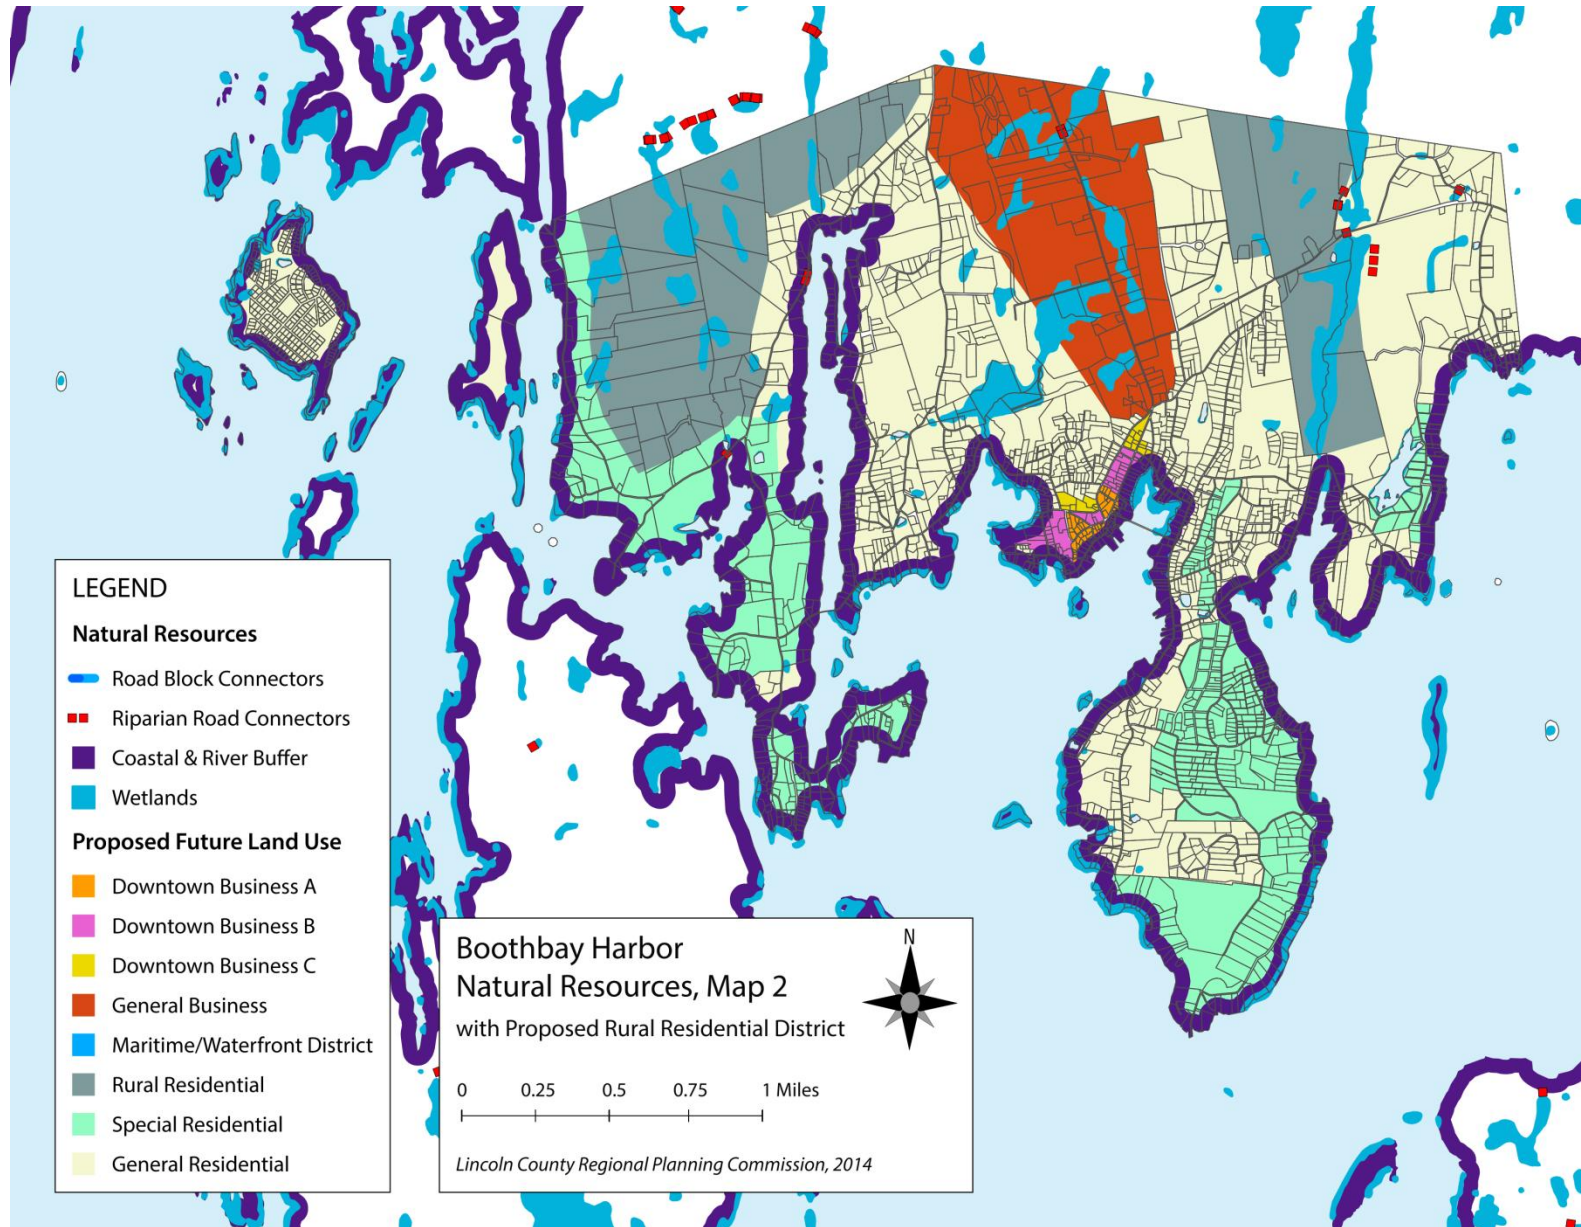 LEGEND
Natural Resources
Road Block Connectors
Riparian Road Connectors
Coastal & River Buffer
Wetlands
Proposed Future Land Use
Downtown Business A
Downtown Business B
Downtown Business C
General Business
Maritime/Waterfront District
Rural Residential
Special Residential
General Residential
Boothbay Harbor
Natural Resources, Map 2
with Proposed Rural Residential District
N
0 0.25 0.5 0.75 1 Miles
Lincoln County Regional Planning Commission, 2014